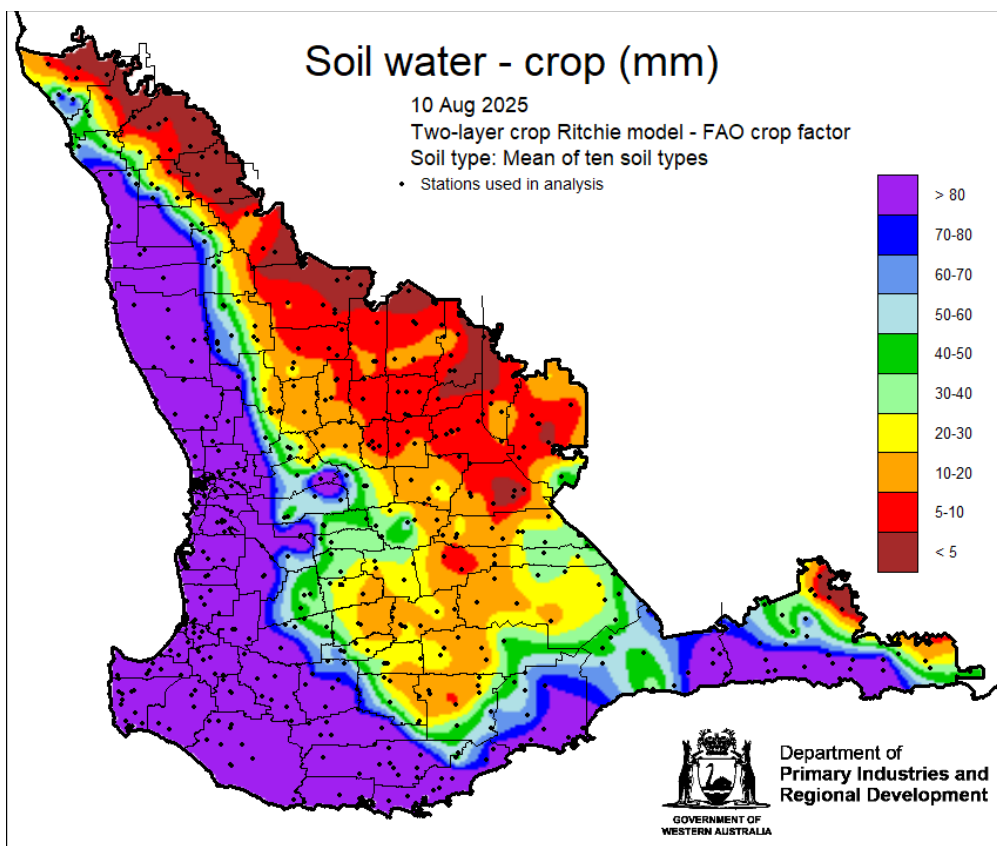 Soil water - crop (mm)
10 Aug 2025
Two-layer crop Ritchie model - FAO crop factor
Soil type: Mean of ten soil types
Stations used in analysis
> 80
70-80
60-70
50-60
40-50
30-40
20-30
10-20
5-10
< 5
GOVERNMENT OF
WESTERN AUSTRALIA
Department of
Primary Industries and
Regional Development